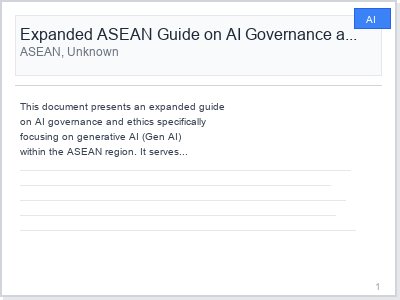 AI
Expanded ASEAN Guide on AI Governance a...
ASEAN, Unknown
This document presents an expanded guide
on AI governance and ethics specifically
focusing on generative AI (Gen AI)
within the ASEAN region. It serves...
1